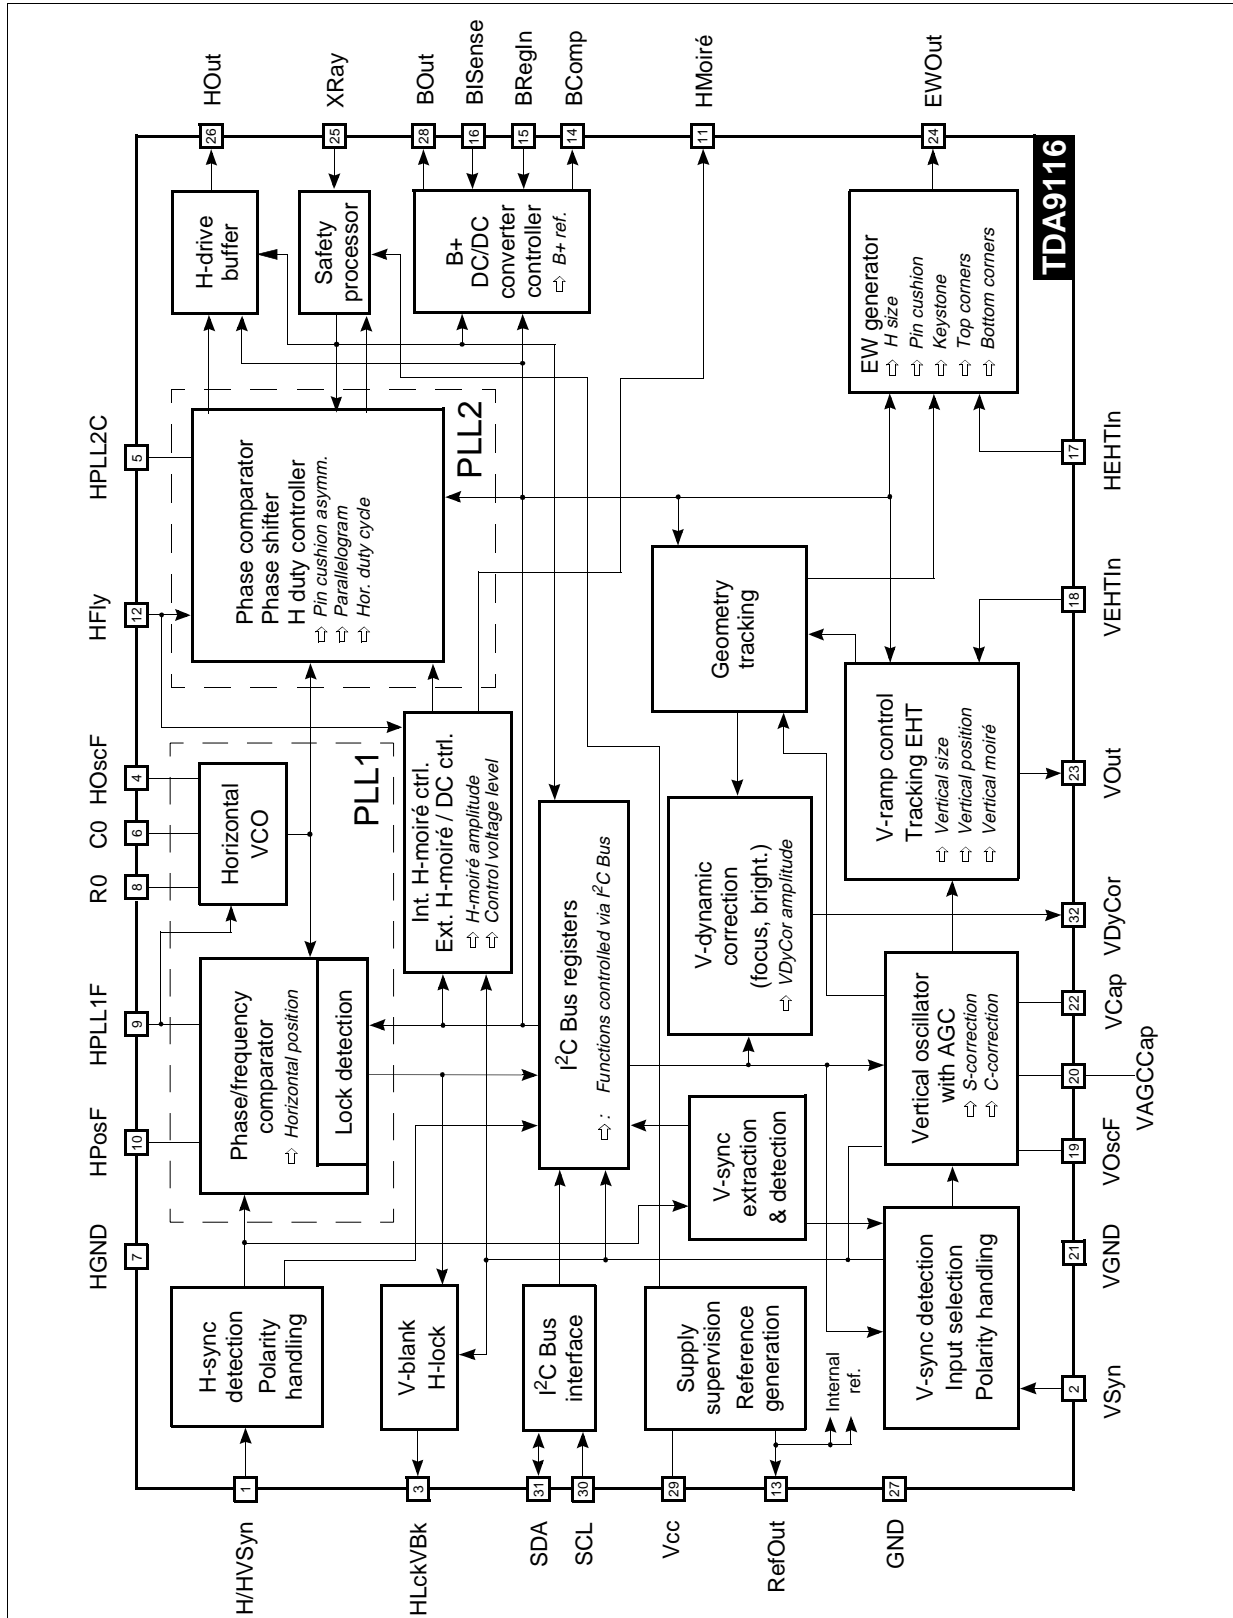 HGND
HPosF
HPLL1F
R0
C0
HOscF
HFly
HPLL2C
7
10
9
8
6
4
12
5
H/HVSyn
1
H-sync
detection
Polarity
handling
Phase/frequency
comparator
⇨ Horizontal position
Lock detection
Horizontal
VCO
PLL1
Phase comparator
Phase shifter
H duty controller
⇨ Pin cushion asymm.
⇨ Parallelogram
⇨ Hor. duty cycle
PLL2
H-drive
buffer
26
HOut
Safety
processor
25
XRay
HLckVBk
3
V-blank
H-lock
Int. H-moiré ctrl.
Ext. H-moiré / DC ctrl.
⇨ H-moiré amplitude
⇨ Control voltage level
B+
DC/DC
converter
controller
⇨ B+ ref.
28
BOut
16
BISense
15
BRegIn
14
BComp
SDA
31
SCL
30
I²C Bus
interface
I²C Bus registers
⇨ : Functions controlled via I²C Bus
11
HMoiré
Vcc
29
RefOut
13
Supply
supervision
Reference
generation
Internal
ref.
V-sync
extraction
& detection
V-dynamic
correction
(focus, bright.)
⇨ VDyCor amplitude
Geometry
tracking
GND
27
V-sync detection
Input selection
Polarity handling
Vertical oscillator
with AGC
⇨ S-correction
⇨ C-correction
V-ramp control
Tracking EHT
⇨ Vertical size
⇨ Vertical position
⇨ Vertical moiré
EW generator
⇨ H size
⇨ Pin cushion
⇨ Keystone
⇨ Top corners
⇨ Bottom corners
24
EWOut
TDA9116
2
21
19
20
22
32
23
18
17
VSyn
VGND
VOscF
VAGCCap
VCap
VDyCor
VOut
VEHTIn
HEHTIn